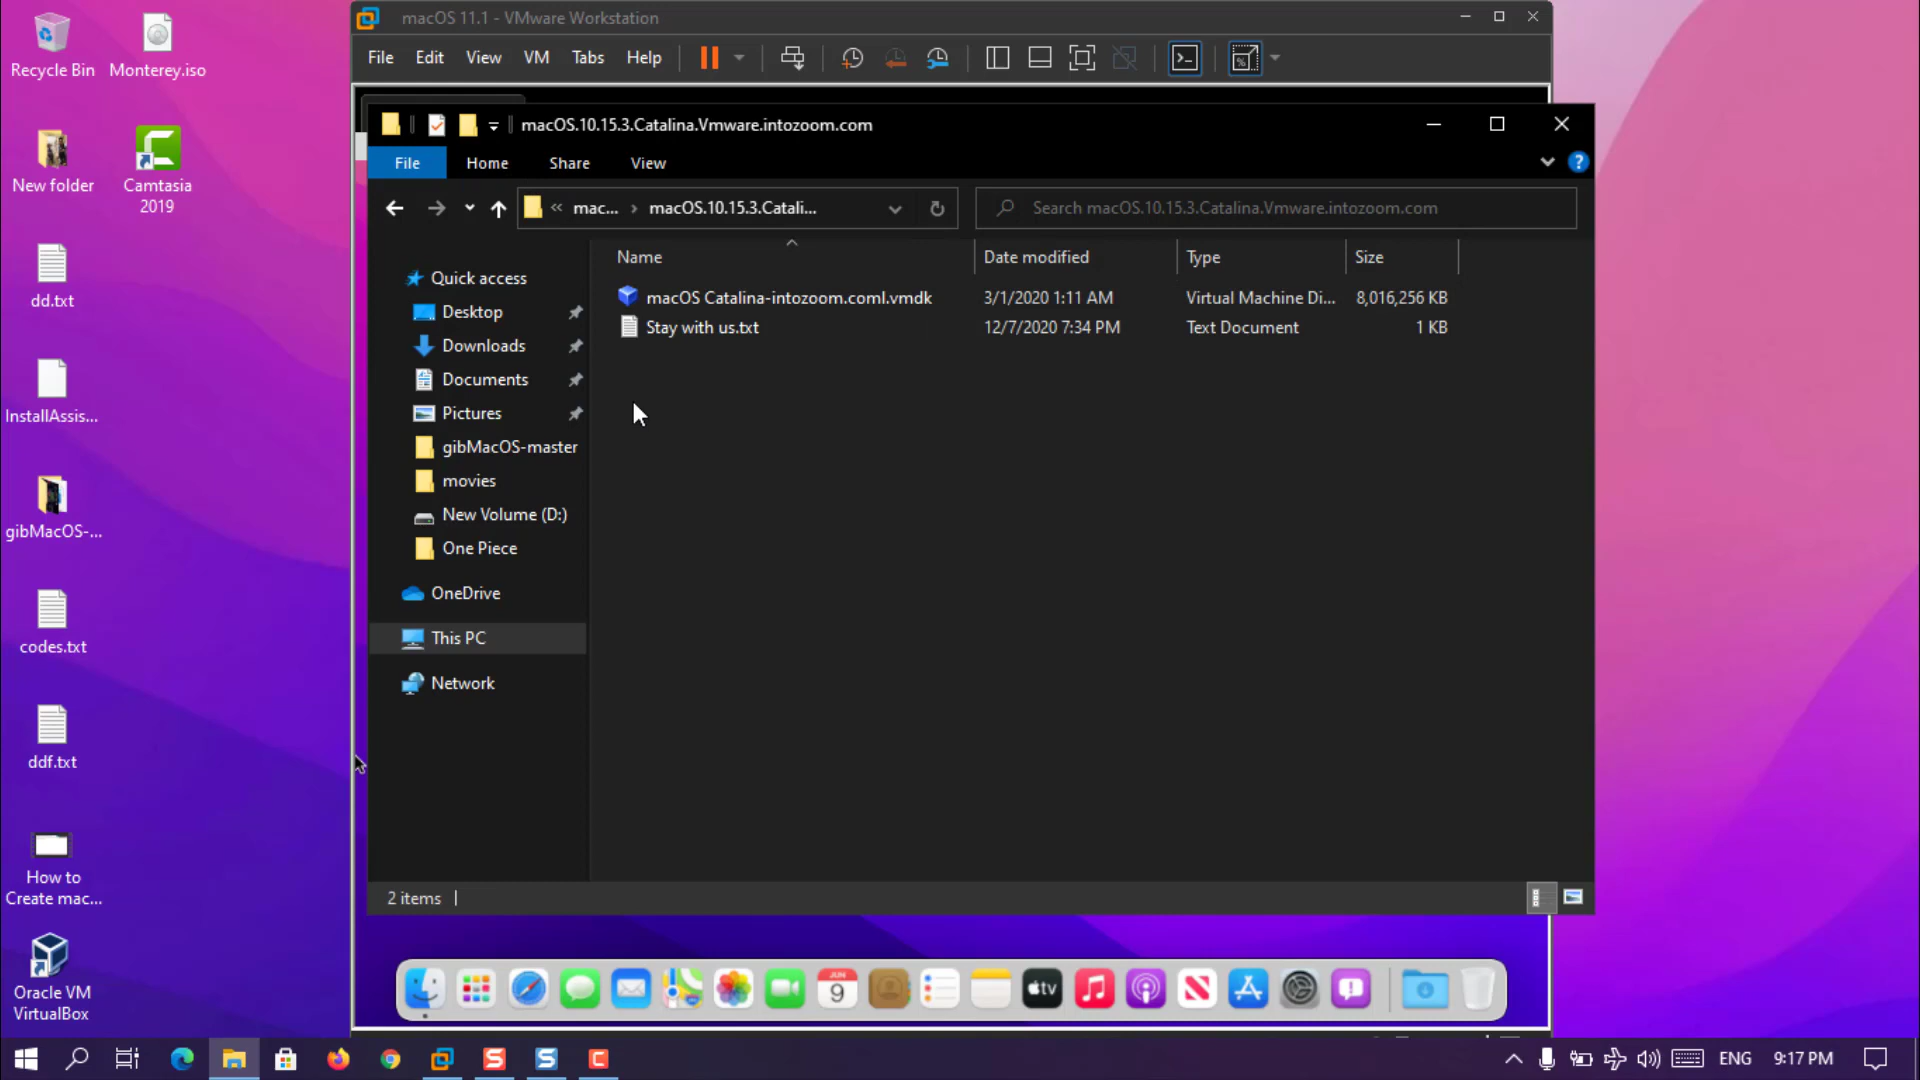 Recycle Bin
Monterey.iso
New folder
Camtasia
2019
dd.txt
InstallAssis...
gibMacOS-...
codes.txt
ddf.txt
How to
Create mac...
Oracle VM
VirtualBox
macOS 11.1 - VMware Workstation
File Edit View VM Tabs Help
macOS.10.15.3.Catalina.Vmware.intozoom.com
File Home Share View
« mac... › macOS.10.15.3.Catali...
Search macOS.10.15.3.Catalina.Vmware.intozoom.com
Name Date modified Type Size
macOS Catalina-intozoom.coml.vmdk 3/1/2020 1:11 AM Virtual Machine Di... 8,016,256 KB
Stay with us.txt 12/7/2020 7:34 PM Text Document 1 KB
Quick access
Desktop
Downloads
Documents
Pictures
gibMacOS-master
movies
New Volume (D:)
One Piece
OneDrive
This PC
Network
2 items
JUN
9
tv
ENG 9:17 PM